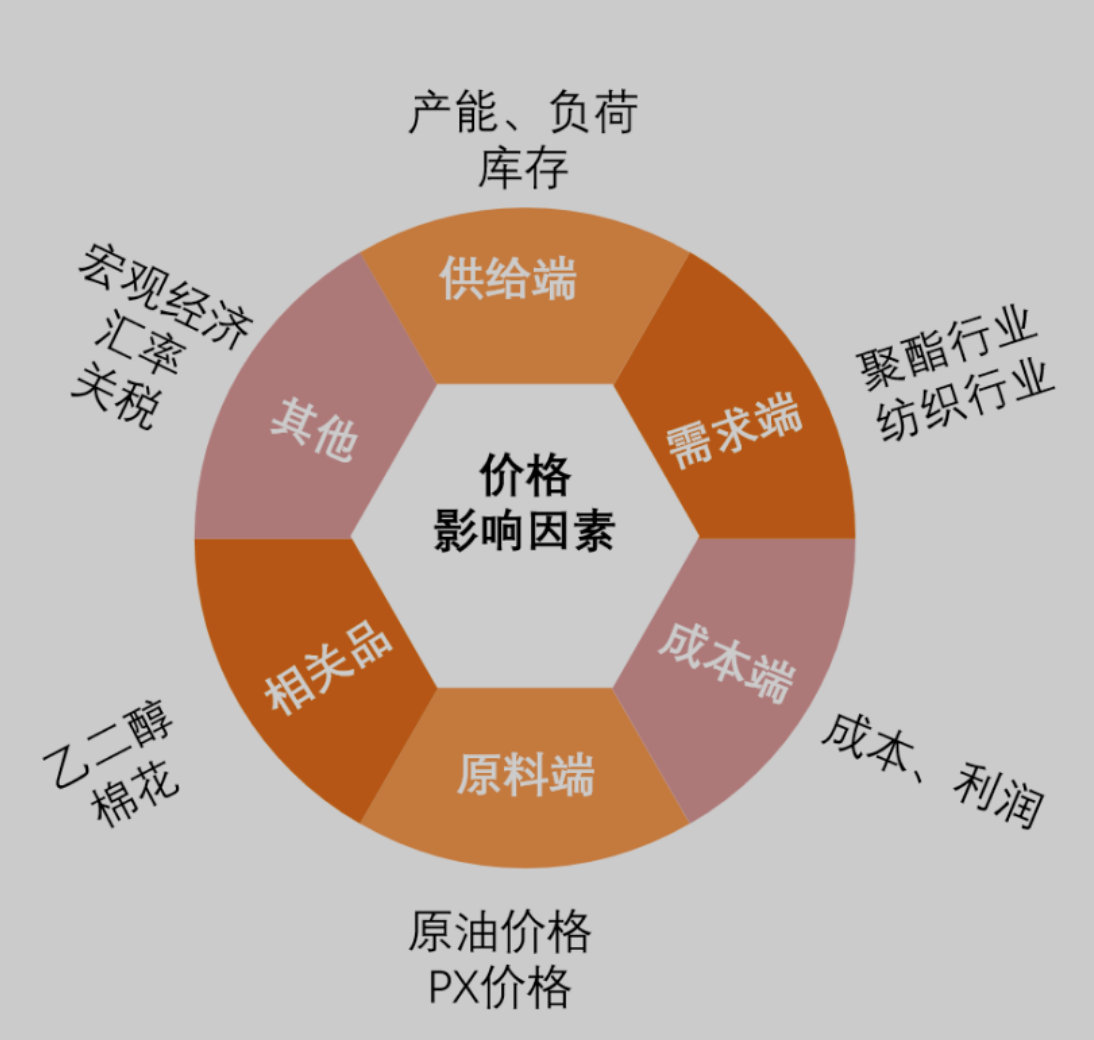 产能、负荷
库存
供给端
宏观经济
汇率
关税
其他
需求端
聚酯行业
纺织行业
价格
影响因素
相关品
成本端
乙二醇
棉花
成本、利润
原料端
原油价格
PX价格